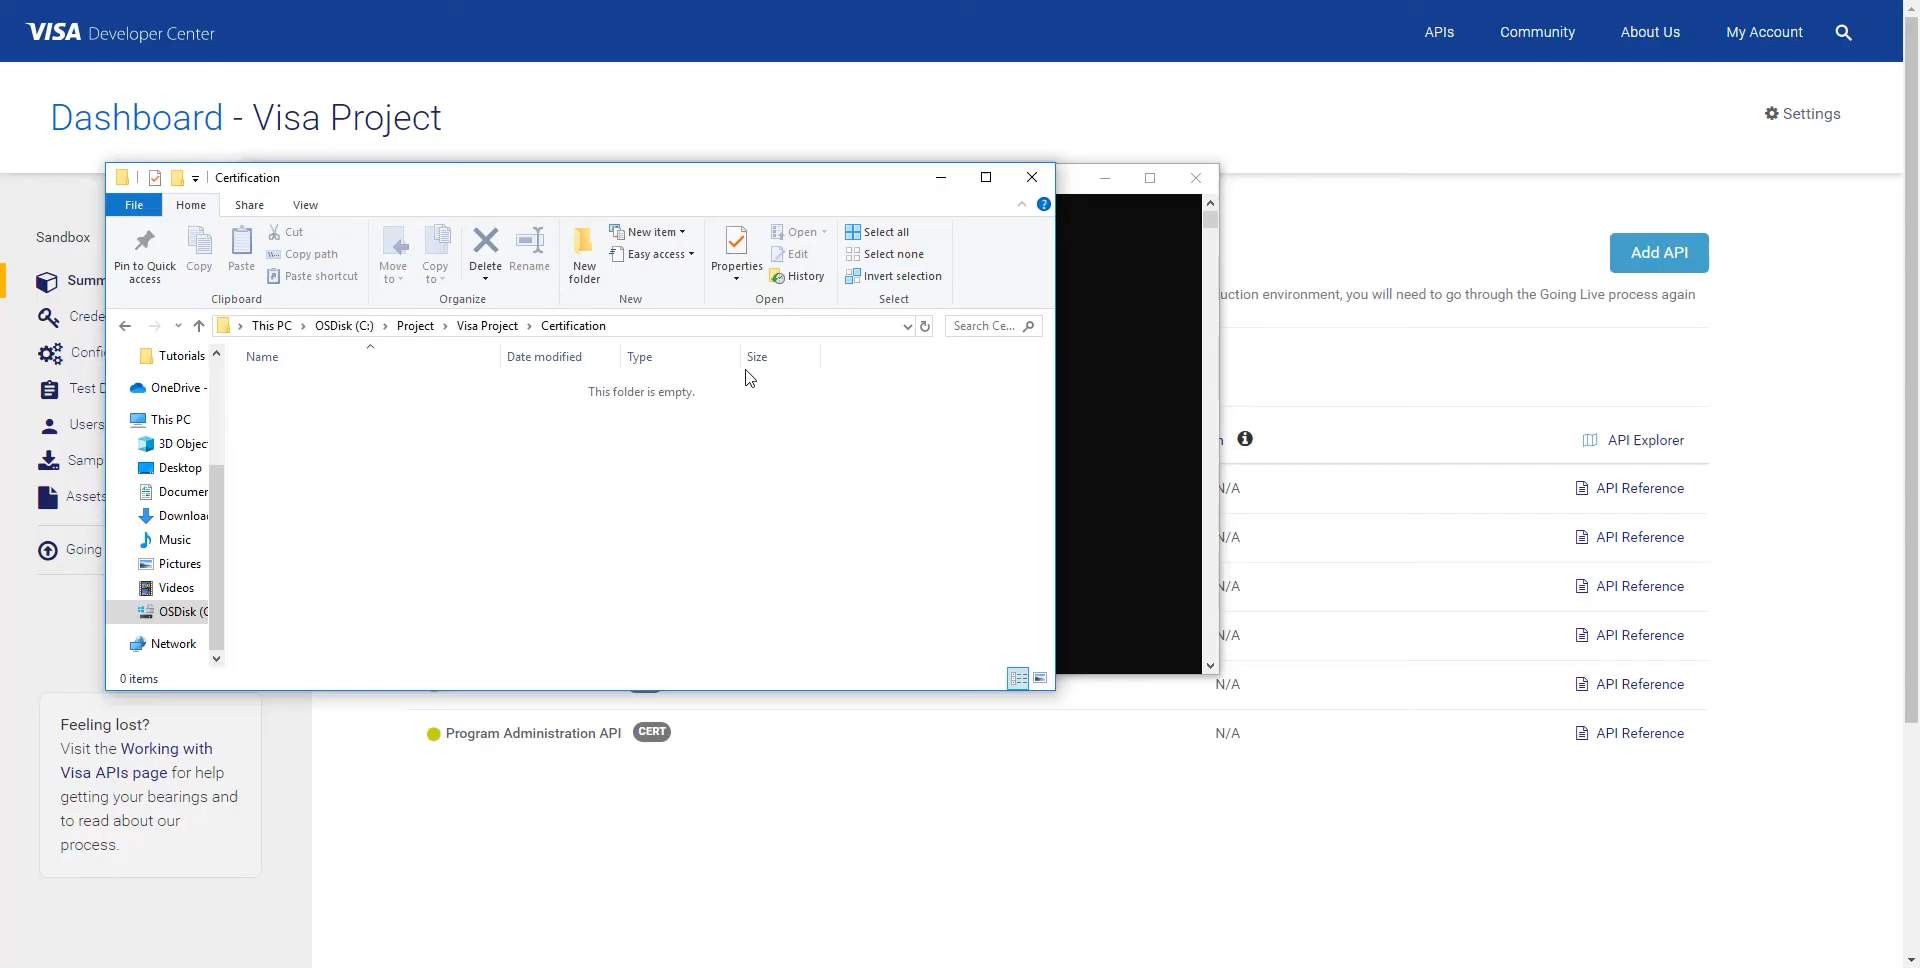 VISA Developer Center
APIs
Community
About Us
My Account
Dashboard - Visa Project
Settings
Certification
File
Home
Share
View
Pin to Quick access
Copy
Paste
Cut
Copy path
Paste shortcut
Clipboard
Move to
Copy to
Delete
Rename
Organize
New folder
New item
Easy access
New
Properties
Open
Edit
History
Open
Select all
Select none
Invert selection
Select
This PC
OSDisk (C:)
Project
Visa Project
Certification
Search Ce...
Name
Date modified
Type
Size
This folder is empty.
Tutorials
OneDrive -
This PC
3D Objec
Desktop
Documer
Downloa
Music
Pictures
Videos
OSDisk (C
Network
0 items
Sandbox
Summ
Crede
Confi
Test D
Users
Samp
Assets
Going
Feeling lost?
Visit the Working with
Visa APIs page for help
getting your bearings and
to read about our
process.
Add API
uction environment, you will need to go through the Going Live process again
n
API Explorer
N/A
API Reference
N/A
API Reference
N/A
API Reference
N/A
API Reference
N/A
API Reference
Program Administration API CERT
N/A
API Reference